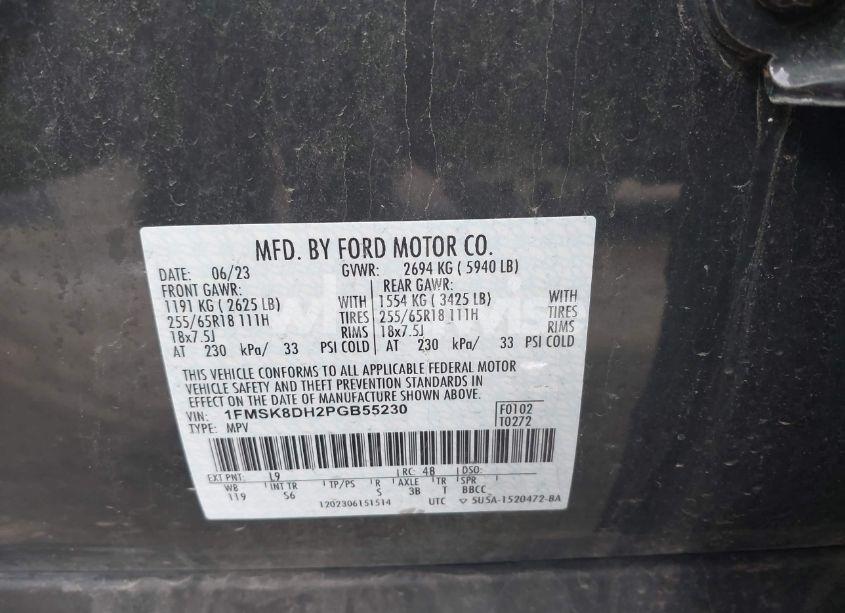 MFD. BY FORD MOTOR CO.
DATE: 06/23 GVWR: 2694 KG ( 5940 LB)
FRONT GAWR: REAR GAWR:
1191 KG ( 2625 LB) WITH 1554 KG ( 3425 LB) WITH
255/65R18 111H TIRES 255/65R18 111H TIRES
18x7.5J RIMS 18x7.5J RIMS
AT 230 kPa/ 33 PSI COLD AT 230 kPa/ 33 PSI COLD
THIS VEHICLE CONFORMS TO ALL APPLICABLE FEDERAL MOTOR
VEHICLE SAFETY AND THEFT PREVENTION STANDARDS IN
EFFECT ON THE DATE OF MANUFACTURE SHOWN ABOVE.
VIN: 1FMSK8DH2PGB55230 F0102
TYPE: MPV T0272
EXT PNT: L9 RC: 48 DSO:
WB INT TR TP/PS R AXLE TR SPR
119 S6 S 3B T BBCC
1202306151514 UTC 5U5A-1520472-BA